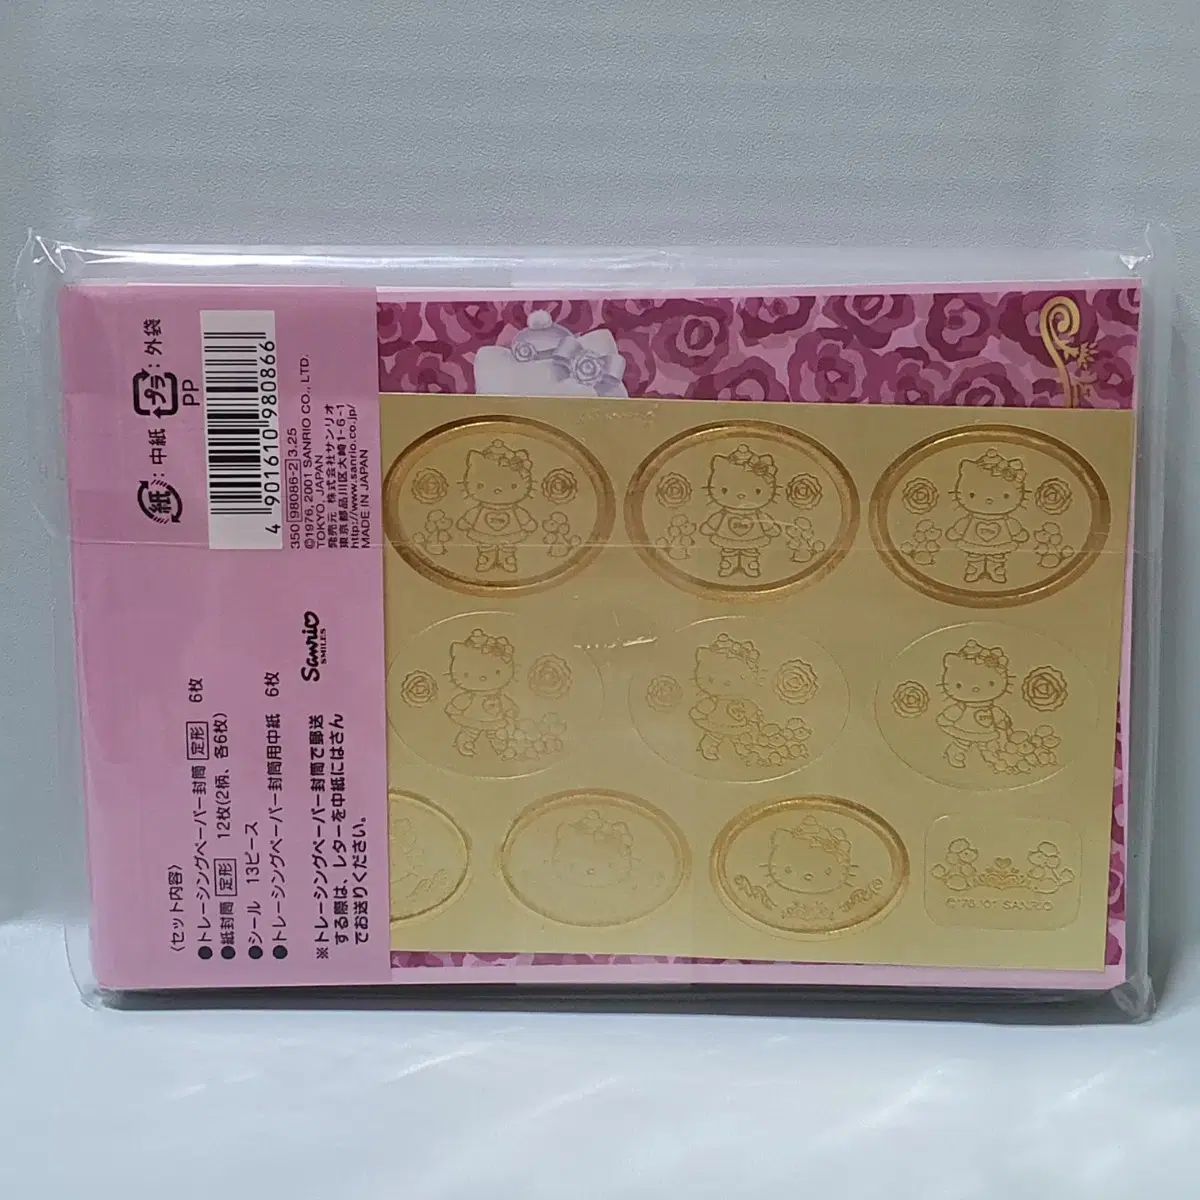 紙：中紙 プラ：外袋
PP
4 901610 980866
350 98086-2 3.25
©1976, 2001 SANRIO CO., LTD.
TOKYO, JAPAN
発売元 株式会社サンリオ
東京都品川区大崎1-6-1
http://www.sanrio.co.jp/
MADE IN JAPAN
Sanrio
SMILES
〈セット内容〉
●トレーシングペーパー封筒 定形 6枚
●紙封筒 定形 12枚(2柄、各6枚)
●シール 13ピース
●トレーシングペーパー封筒用中紙 6枚
※トレーシングペーパー封筒で郵送
する際は、レターを中紙にはさん
でお送りください。
©'76,'01 SANRIO